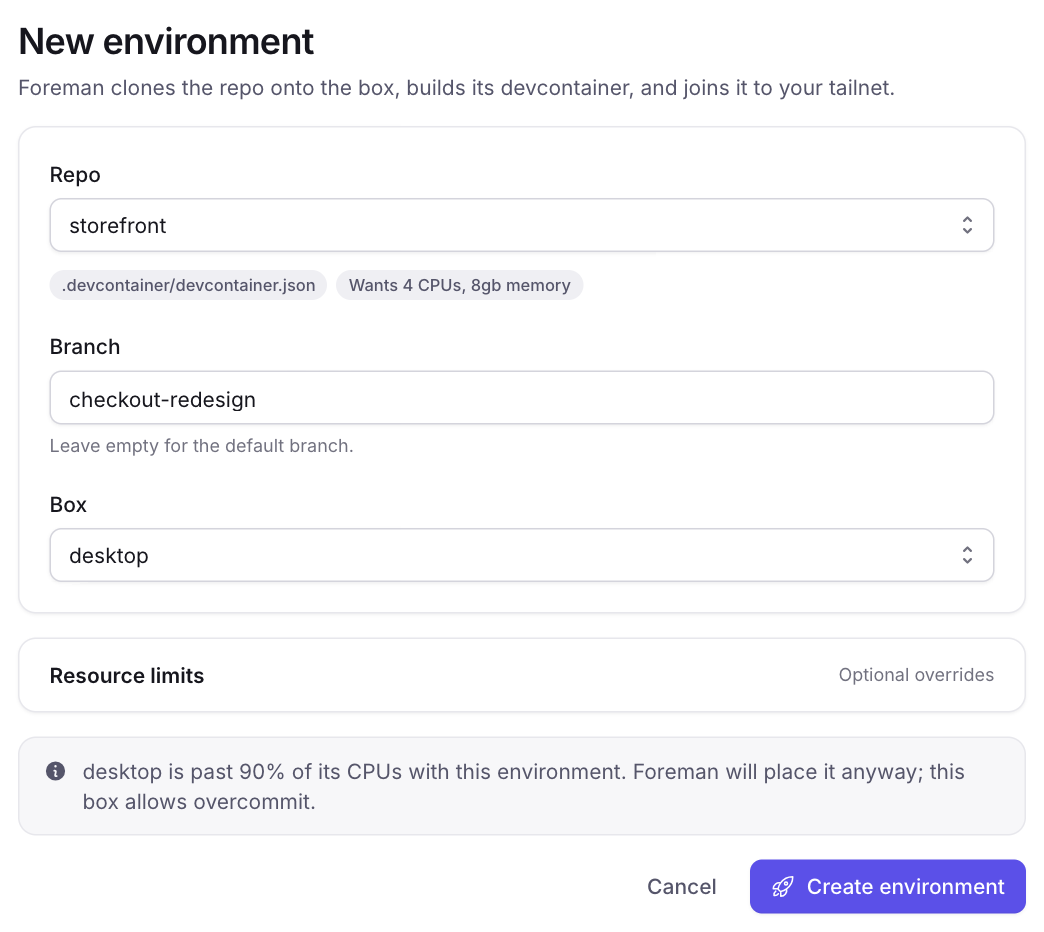 New environment
Foreman clones the repo onto the box, builds its devcontainer, and joins it to your tailnet.
Repo
storefront
.devcontainer/devcontainer.json
Wants 4 CPUs, 8gb memory
Branch
checkout-redesign
Leave empty for the default branch.
Box
desktop
Resource limits
Optional overrides
desktop is past 90% of its CPUs with this environment. Foreman will place it anyway; this
box allows overcommit.
Cancel
Create environment